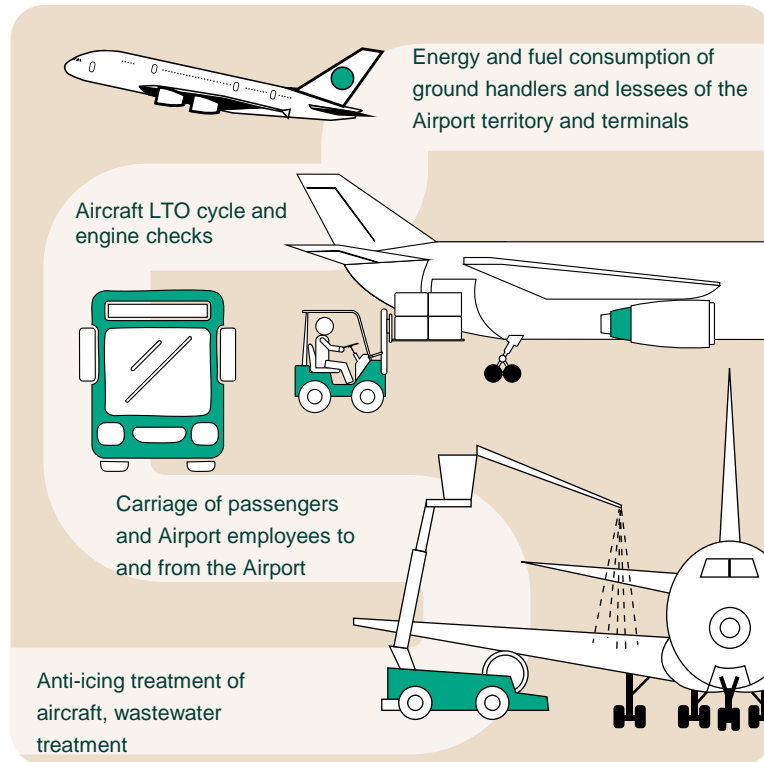 Energy and fuel consumption of
ground handlers and lessees of the
Airport territory and terminals
Aircraft LTO cycle and
engine checks
Carriage of passengers
and Airport employees to
and from the Airport
Anti-icing treatment of
aircraft, wastewater
treatment